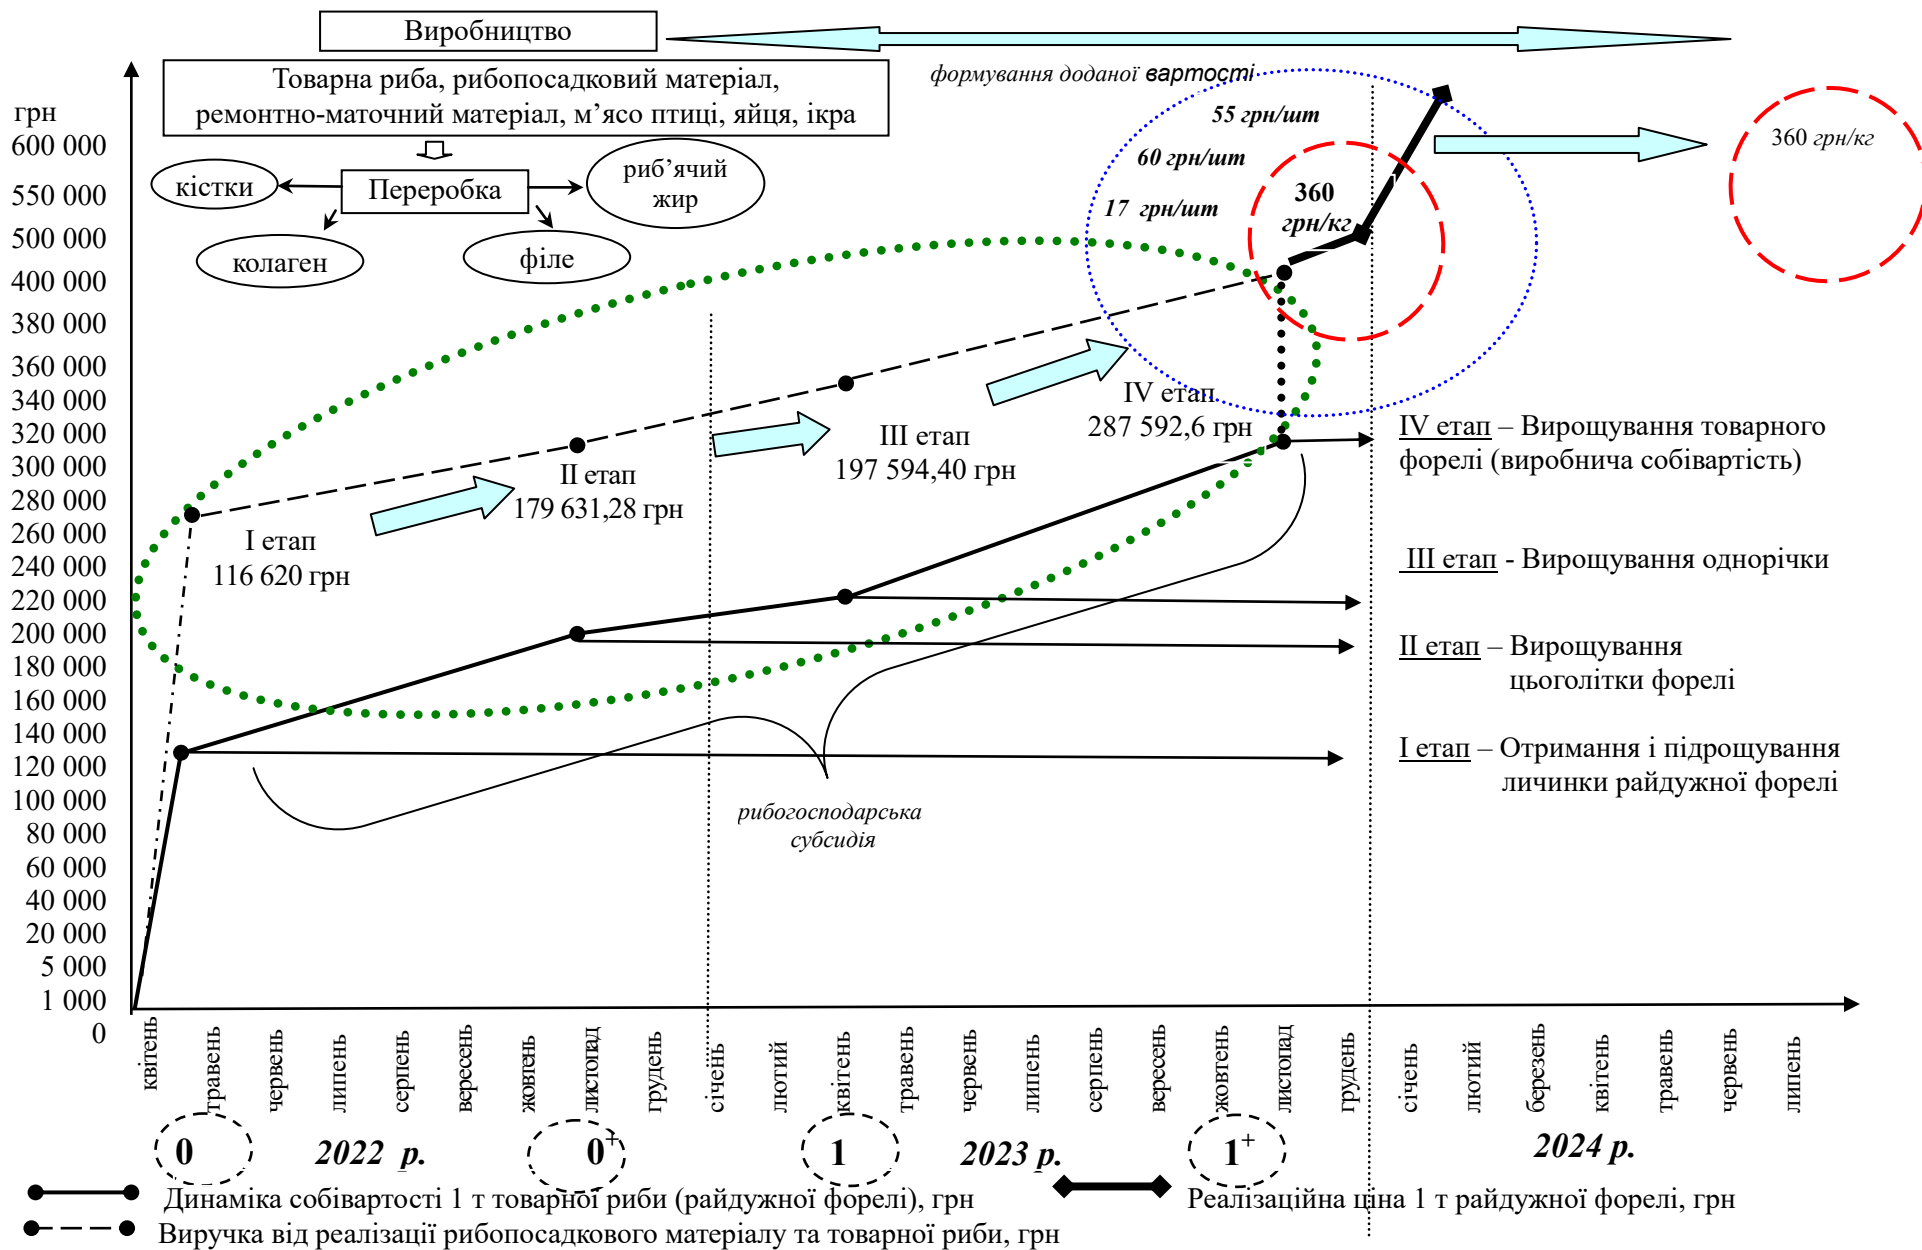 Виробництво
Товарна риба, рибопосадковий матеріал,
ремонтно-маточний матеріал, м’ясо птиці, яйця, ікра
формування доданої вартості
грн
600 000
550 000
500 000
400 000
380 000
360 000
340 000
320 000
300 000
280 000
260 000
240 000
220 000
200 000
180 000
160 000
140 000
120 000
100 000
80 000
60 000
40 000
20 000
5 000
1 000
0
кістки
Переробка
риб’ячий
жир
колаген
філе
55 грн/шт
60 грн/шт
17 грн/шт
360
грн/кг
360 грн/кг
I етап
116 620 грн
II етап
179 631,28 грн
III етап
197 594,40 грн
IV етап
287 592,6 грн
IV етап – Вирощування товарного
форелі (виробнича собівартість)
III етап - Вирощування однорічки
II етап – Вирощування
цьоголітки форелі
I етап – Отримання і підрощування
личинки райдужної форелі
рибогосподарська
субсидія
квітень
травень
червень
липень
серпень
вересень
жовтень
листопад
грудень
січень
лютий
квітень
травень
червень
липень
серпень
вересень
жовтень
листопад
грудень
січень
лютий
березень
квітень
травень
червень
липень
0
2022 р.
0⁺
1
2023 р.
1⁺
2024 р.
Динаміка собівартості 1 т товарної риби (райдужної форелі), грн
Реалізаційна ціна 1 т райдужної форелі, грн
Виручка від реалізації рибопосадкового матеріалу та товарної риби, грн